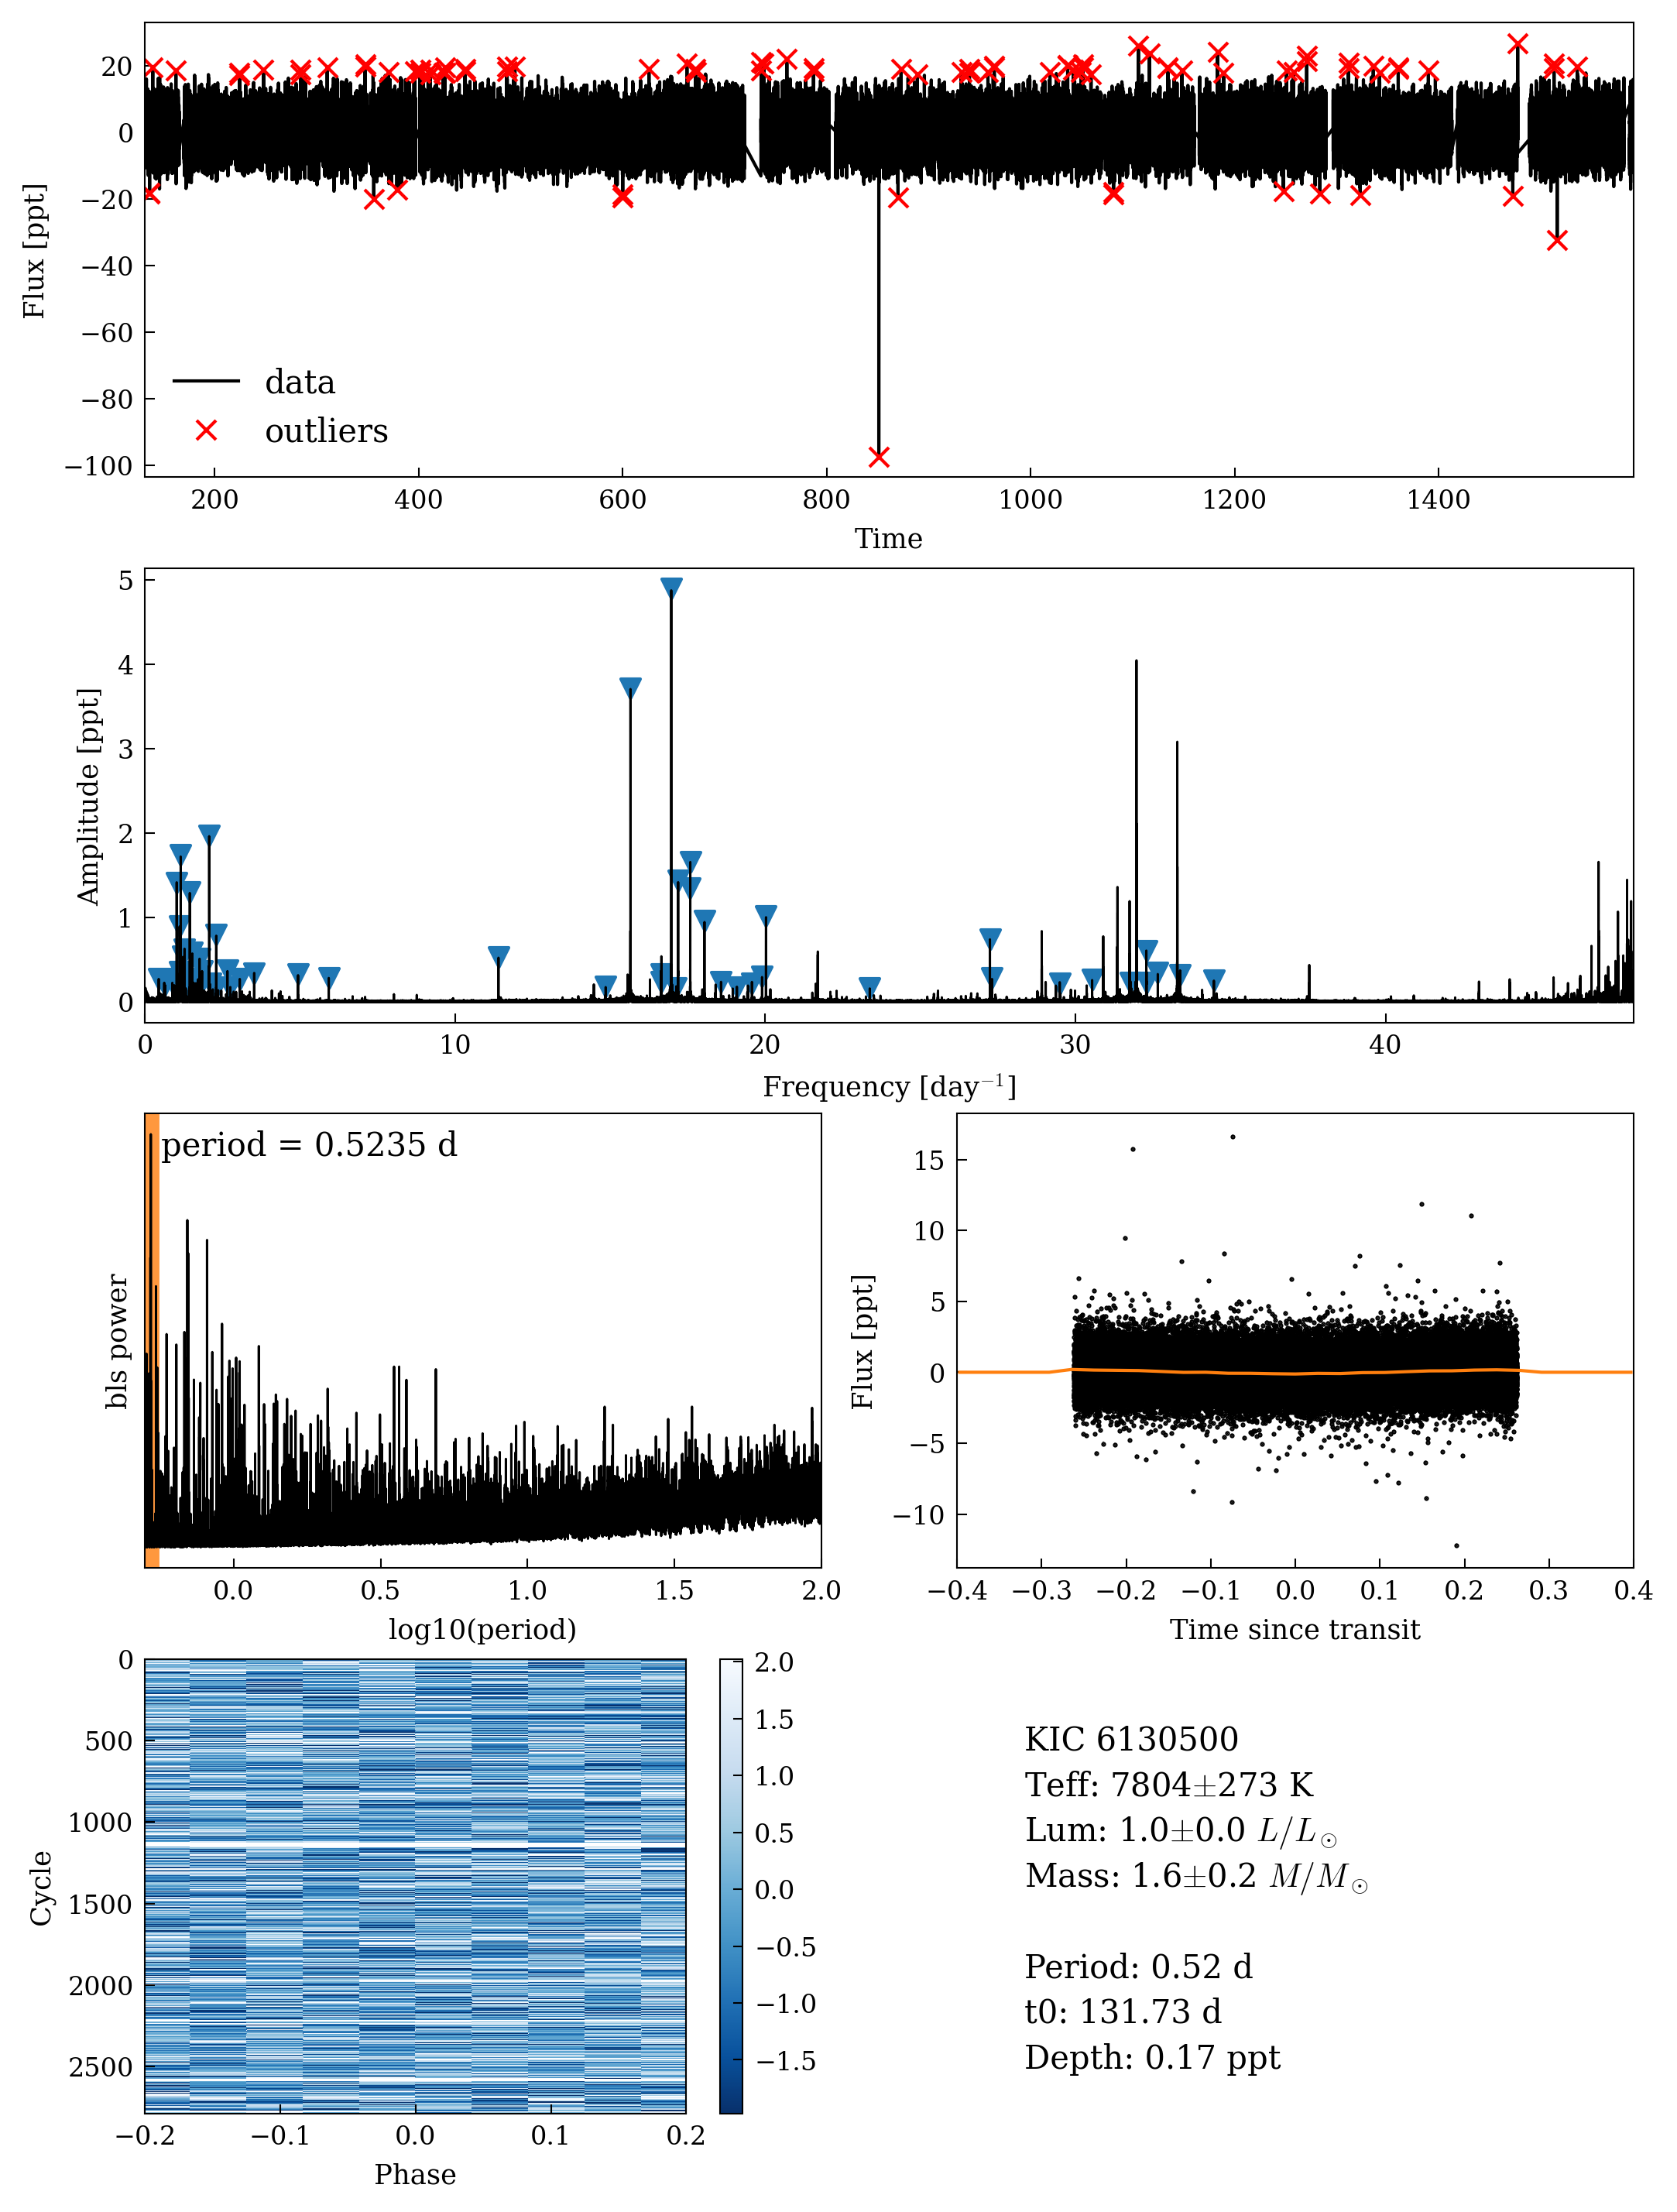 20
0
−20
−40
−60
−80
−100
Flux [ppt]
data
outliers
200 400 600 800 1000 1200 1400
Time
5
4
3
2
1
0
Amplitude [ppt]
0 10 20 30 40
Frequency [day⁻¹]
period = 0.5235 d
bls power
0.0 0.5 1.0 1.5 2.0
log10(period)
15
10
5
0
−5
−10
Flux [ppt]
−0.4 −0.3 −0.2 −0.1 0.0 0.1 0.2 0.3 0.4
Time since transit
0
500
1000
1500
2000
2500
Cycle
−0.2 −0.1 0.0 0.1 0.2
Phase
2.0
1.5
1.0
0.5
0.0
−0.5
−1.0
−1.5
KIC 6130500
Teff: 7804±273 K
Lum: 1.0±0.0 L/L⊙
Mass: 1.6±0.2 M/M⊙
Period: 0.52 d
t0: 131.73 d
Depth: 0.17 ppt